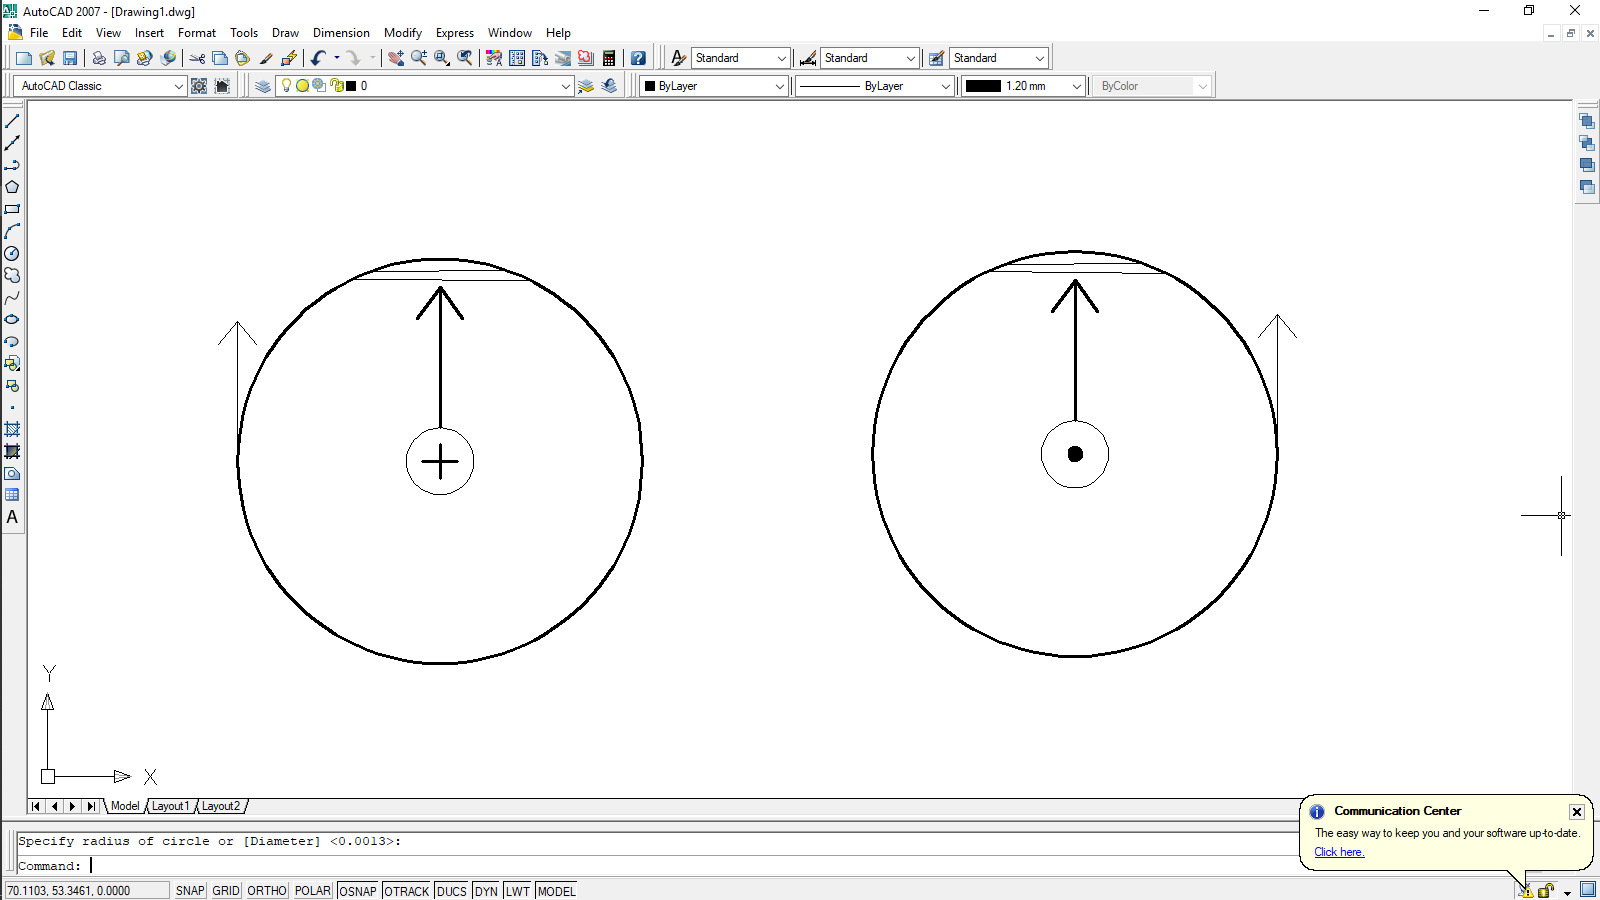 AutoCAD 2007 - [Drawing1.dwg]
File Edit View Insert Format Tools Draw Dimension Modify Express Window Help
Standard Standard Standard
AutoCAD Classic 0 ByLayer ByLayer 1.20 mm ByColor
A
Y
X
Model Layout1 Layout2
Communication Center
The easy way to keep you and your software up-to-date.
Click here.
Specify radius of circle or [Diameter] <0.0013>:
Command:
70.1103, 53.3461, 0.0000 SNAP GRID ORTHO POLAR OSNAP OTRACK DUCS DYN LWT MODEL